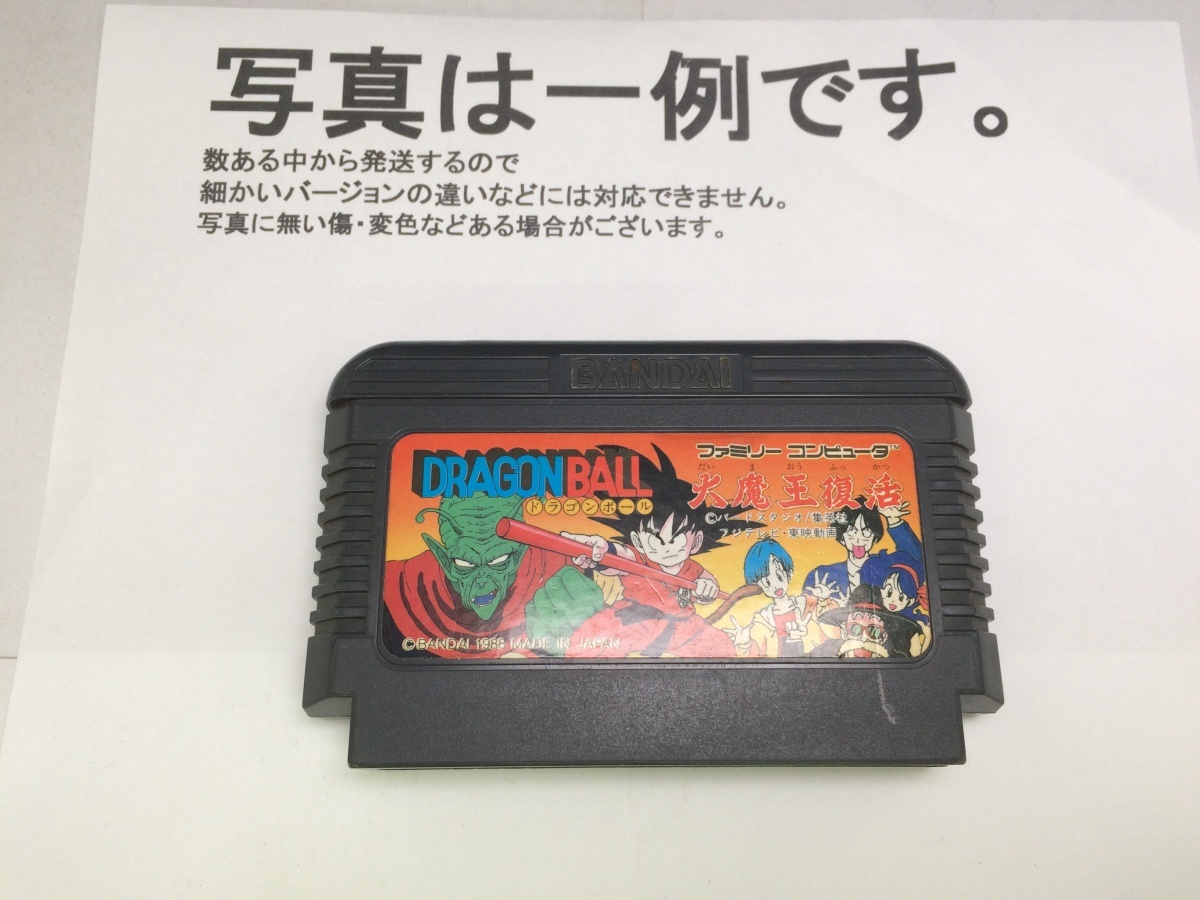 写真は一例です。
数ある中から発送するので
細かいバージョンの違いなどには対応できません。
写真に無い傷・変色などある場合がございます。
BANDAI
DRAGON BALL
ドラゴンボール
ファミリー コンピュータ™
だい ま おう ふっ かつ
大魔王復活
©バードスタジオ/集英社
フジテレビ・東映動画
©BANDAI 1988 MADE IN JAPAN